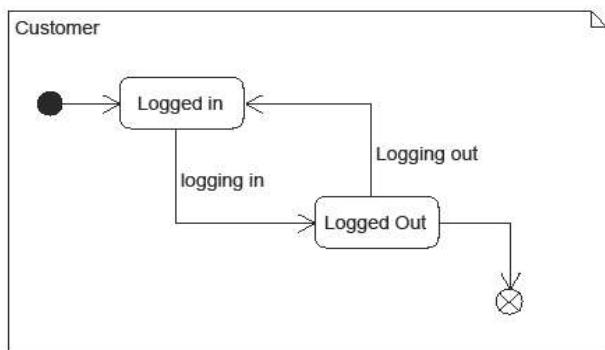 Customer
Logged in
Logging out
logging in
Logged Out